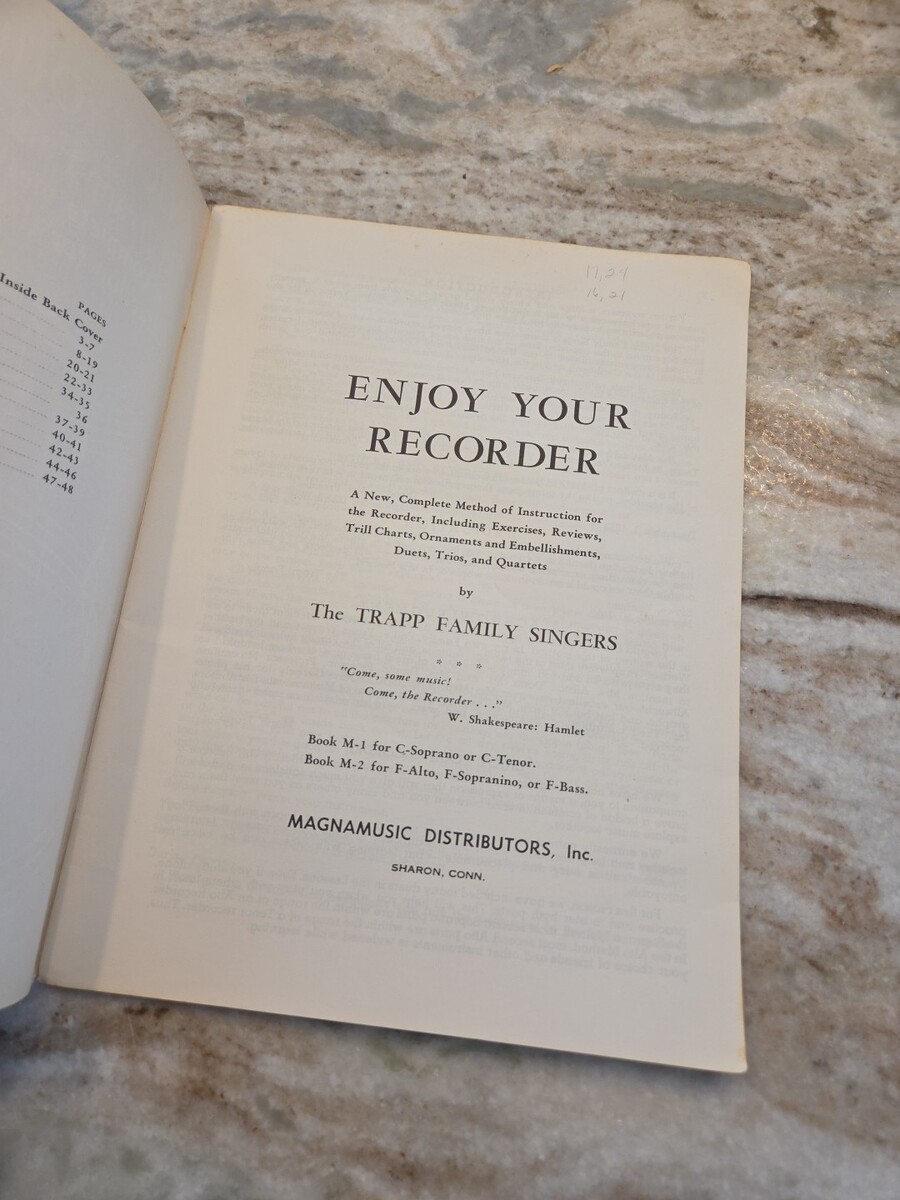 PAGES
Inside Back Cover
3-7
8-19
20-21
22-33
34-35
36
37-39
40-41
42-43
44-46
47-48
17, 24
16, 21
ENJOY YOUR
RECORDER
A New, Complete Method of Instruction for
the Recorder, Including Exercises, Reviews,
Trill Charts, Ornaments and Embellishments,
Duets, Trios, and Quartets
by
The TRAPP FAMILY SINGERS
* * *
"Come, some music!
Come, the Recorder . . ."
W. Shakespeare: Hamlet
Book M-1 for C-Soprano or C-Tenor.
Book M-2 for F-Alto, F-Sopranino, or F-Bass.
MAGNAMUSIC DISTRIBUTORS, Inc.
SHARON, CONN.